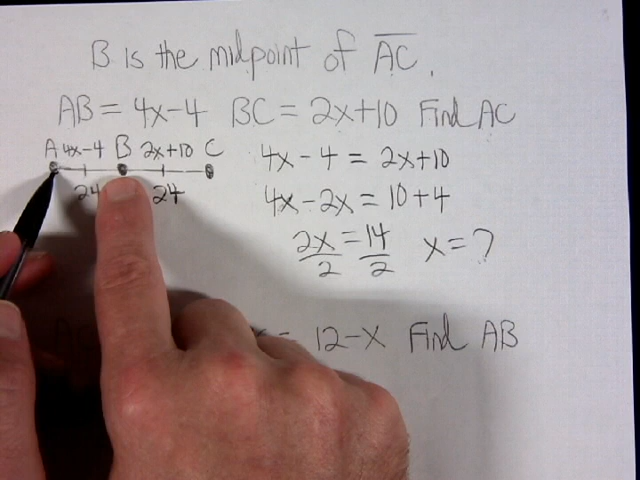 B is the midpoint of AC.
AB = 4x-4 BC = 2x+10 Find AC
A 4x-4 B 2x+10 C
24 24
4x-4 = 2x+10
4x-2x = 10+4
2x = 14
2 2
x=?
12-x Find AB